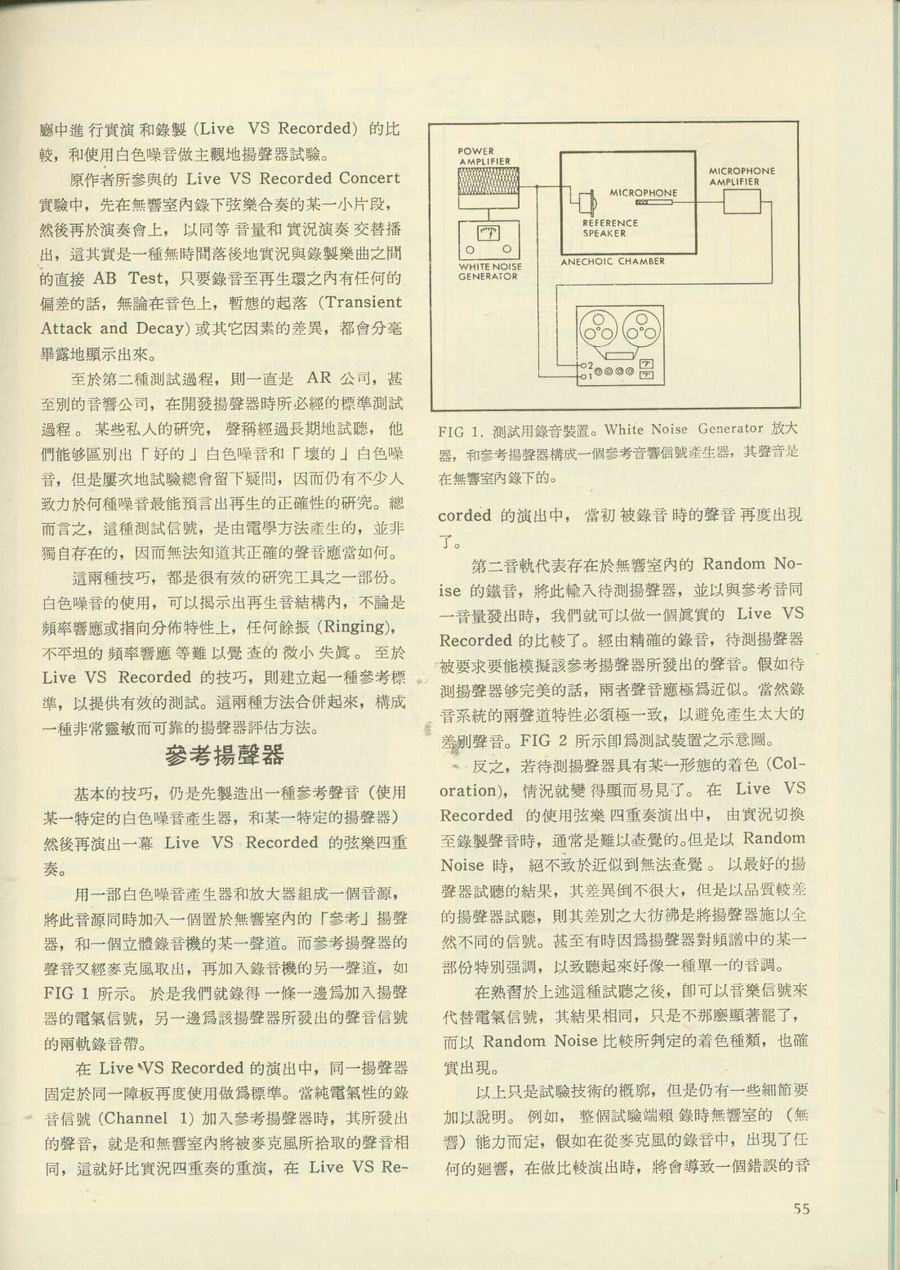 廳中進行實演和錄製 (Live VS Recorded) 的比
較，和使用白色噪音做主觀地揚聲器試驗。
原作者所參與的 Live VS Recorded Concert
實驗中，先在無響室內錄下弦樂合奏的某一小片段，
然後再於演奏會上， 以同等音量和實況演奏交替播
出，這其實是一種無時間落後地實況與錄製樂曲之間
的直接 AB Test，只要錄音至再生環之內有任何的
偏差的話，無論在音色上，暫態的起落 (Transient
Attack and Decay) 或其它因素的差異，都會分毫
畢露地顯示出來。
至於第二種測試過程，則一直是 AR 公司，甚
至別的音響公司，在開發揚聲器時所必經的標準測試
過程。 某些私人的研究， 聲稱經過長期地試聽， 他
們能够區別出「好的」白色噪音和「壞的」白色噪
音，但是屢次地試驗總會留下疑問，因而仍有不少人
致力於何種噪音最能預言出再生的正確性的研究。總
而言之，這種測試信號，是由電學方法產生的，並非
獨自存在的，因而無法知道其正確的聲音應當如何。
這兩種技巧，都是很有效的研究工具之一部份。
白色噪音的使用，可以揭示出再生音結構內，不論是
頻率響應或指向分佈特性上，任何餘振 (Ringing)，
不平坦的頻率響應等難以覺查的微小失眞。 至於
Live VS Recorded 的技巧，則建立起一種參考標
準，以提供有效的測試。這兩種方法合併起來，構成
一種非常靈敏而可靠的揚聲器評估方法。
參考揚聲器
基本的技巧，仍是先製造出一種參考聲音（使用
某一特定的白色噪音產生器，和某一特定的揚聲器）
然後再演出一幕 Live VS Recorded 的弦樂四重
奏。
用一部白色噪音產生器和放大器組成一個音源，
將此音源同時加入一個置於無響室內的「參考」揚聲
器，和一個立體錄音機的某一聲道。而參考揚聲器的
聲音又經麥克風取出，再加入錄音機的另一聲道，如
FIG 1 所示。 於是我們就錄得一條一邊爲加入揚聲
器的電氣信號，另一邊爲該揚聲器所發出的聲音信號
的兩軌錄音帶。
在 Live VS Recorded 的演出中，同一揚聲器
固定於同一障板再度使用做爲標準。當純電氣性的錄
音信號 (Channel 1) 加入參考揚聲器時，其所發出
的聲音，就是和無響室內將被麥克風所拾取的聲音相
同，這就好比實況四重奏的重演，在 Live VS Re-
POWER
AMPLIFIER
MICROPHONE
AMPLIFIER
MICROPHONE
REFERENCE
SPEAKER
WHITE NOISE
GENERATOR
ANECHOIC CHAMBER
2
1
FIG 1. 測試用錄音裝置。White Noise Generator 放大
器，和參考揚聲器構成一個參考音響信號產生器，其聲音是
在無響室內錄下的。
corded 的演出中， 當初被錄音時的聲音再度出現
了。
第二音軌代表存在於無響室內的 Random No-
ise 的錄音，將此輸入待測揚聲器，並以與參考音同
一音量發出時，我們就可以做一個眞實的 Live VS
Recorded 的比較了。經由精確的錄音，待測揚聲器
被要求要能模擬該參考揚聲器所發出的聲音。假如待
測揚聲器够完美的話，兩者聲音應極爲近似。當然錄
音系統的兩聲道特性必須極一致，以避免產生太大的
差別聲音。FIG 2 所示卽爲測試裝置之示意圖。
反之，若待測揚聲器具有某一形態的着色 (Col-
oration)， 情況就變得顯而易見了。 在 Live VS
Recorded 的使用弦樂四重奏演出中， 由實況切換
至錄製聲音時，通常是難以查覺的。但是以 Random
Noise 時， 絕不致於近似到無法查覺。 以最好的揚
聲器試聽的結果，其差異倒不很大，但是以品質較差
的揚聲器試聽，則其差別之大彷彿是將揚聲器施以全
然不同的信號。甚至有時因爲揚聲器對頻譜中的某一
部份特別强調，以致聽起來好像一種單一的音調。
在熟習於上述這種試聽之後，卽可以音樂信號來
代替電氣信號，其結果相同，只是不那麼顯著罷了，
而以 Random Noise 比較所判定的着色種類，也確
實出現。
以上只是試驗技術的概廓，但是仍有一些細節要
加以說明。 例如， 整個試驗端賴錄時無響室的（無
響）能力而定，假如在從麥克風的錄音中，出現了任
何的廻響，在做比較演出時，將會導致一個錯誤的音
55